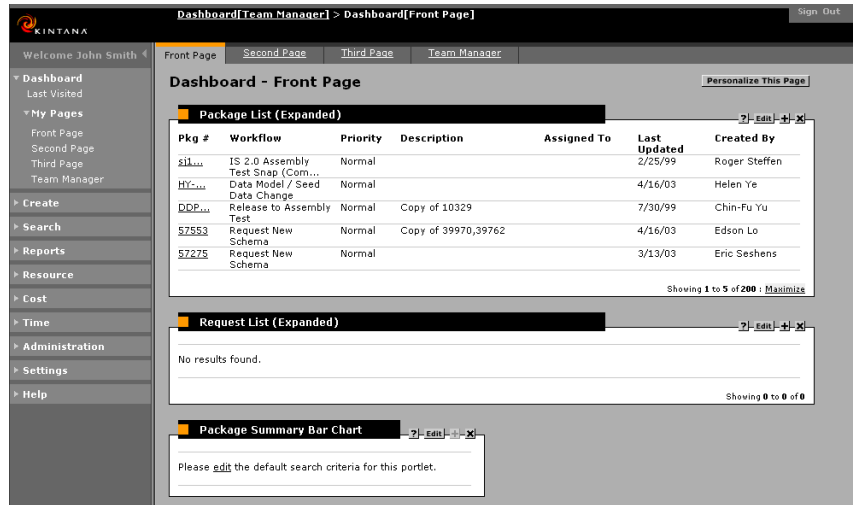 Dashboard[Team Manager] > Dashboard[Front Page]
Sign Out
KINTANA
Welcome John Smith
Front Page Second Page Third Page Team Manager
Dashboard
Last Visited
My Pages
Front Page
Second Page
Third Page
Team Manager
Create
Search
Reports
Resource
Cost
Time
Administration
Settings
Help
Dashboard - Front Page
Personalize This Page
Package List (Expanded)
? Edit + X
Pkg # Workflow Priority Description Assigned To Last Updated Created By
sj1... IS 2.0 Assembly Test Snap (Com... Normal 2/25/99 Roger Steffen
HY-... Data Model / Seed Data Change Normal 4/16/03 Helen Ye
DDP... Release to Assembly Test Normal Copy of 10329 7/30/99 Chin-Fu Yu
57553 Request New Schema Normal Copy of 39970,39762 4/16/03 Edson Lo
57275 Request New Schema Normal 3/13/03 Eric Seshens
Showing 1 to 5 of 200 : Maximize
Request List (Expanded)
? Edit + X
No results found.
Showing 0 to 0 of 0
Package Summary Bar Chart
? Edit + X
Please edit the default search criteria for this portlet.